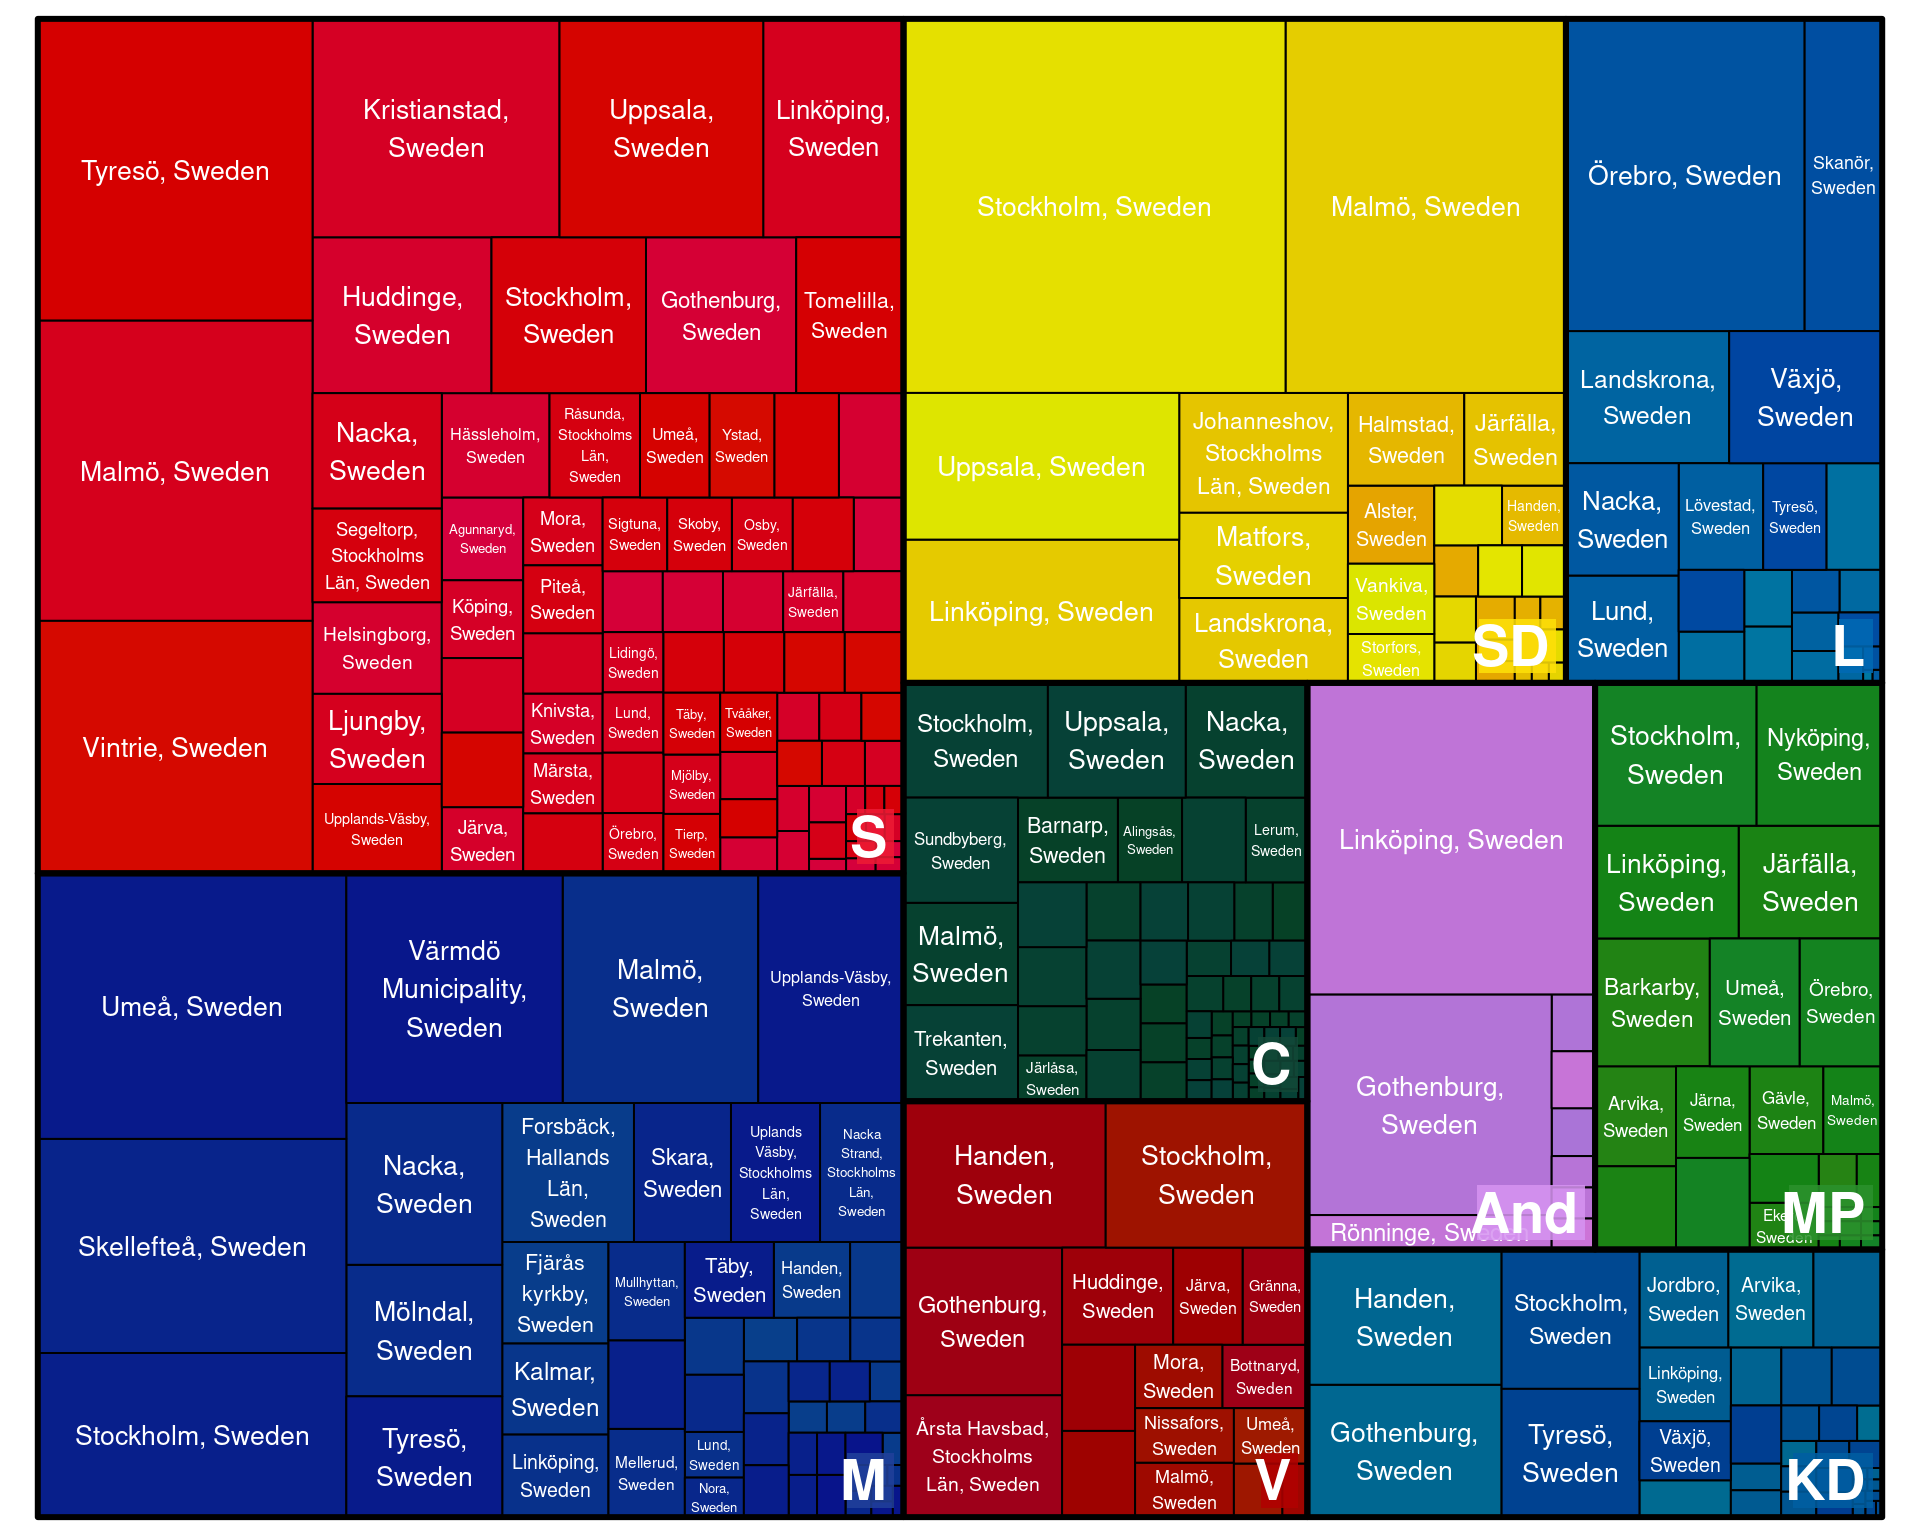 Tyresö, Sweden
Malmö, Sweden
Vintrie, Sweden
Kristianstad,
Sweden
Uppsala,
Sweden
Linköping,
Sweden
Huddinge,
Sweden
Stockholm,
Sweden
Gothenburg,
Sweden
Tomelilla,
Sweden
Nacka,
Sweden
Segeltorp,
Stockholms
Län, Sweden
Helsingborg,
Sweden
Ljungby,
Sweden
Upplands-Väsby,
Sweden
Hässleholm,
Sweden
Råsunda,
Stockholms
Län,
Sweden
Umeå,
Sweden
Ystad,
Sweden
Agunnaryd,
Sweden
Köping,
Sweden
Järva,
Sweden
Mora,
Sweden
Piteå,
Sweden
Knivsta,
Sweden
Märsta,
Sweden
Sigtuna,
Sweden
Skoby,
Sweden
Osby,
Sweden
Järfälla,
Sweden
Lidingö,
Sweden
Lund,
Sweden
Örebro,
Sweden
Täby,
Sweden
Mjölby,
Sweden
Tierp,
Sweden
Tvååker,
Sweden
S
Stockholm, Sweden
Malmö, Sweden
Uppsala, Sweden
Linköping, Sweden
Johanneshov,
Stockholms
Län, Sweden
Matfors,
Sweden
Landskrona,
Sweden
Halmstad,
Sweden
Järfälla,
Sweden
Alster,
Sweden
Handen,
Sweden
Vankiva,
Sweden
Storfors,
Sweden
SD
Örebro, Sweden
Skanör,
Sweden
Landskrona,
Sweden
Växjö,
Sweden
Nacka,
Sweden
Lund,
Sweden
Lövestad,
Sweden
Tyresö,
Sweden
L
Umeå, Sweden
Skellefteå, Sweden
Stockholm, Sweden
Värmdö
Municipality,
Sweden
Malmö,
Sweden
Upplands-Väsby,
Sweden
Nacka,
Sweden
Mölndal,
Sweden
Tyresö,
Sweden
Forsbäck,
Hallands
Län,
Sweden
Skara,
Sweden
Uplands
Väsby,
Stockholms
Län,
Sweden
Nacka
Strand,
Stockholms
Län,
Sweden
Fjärås
kyrkby,
Sweden
Kalmar,
Sweden
Linköping,
Sweden
Mullhyttan,
Sweden
Mellerud,
Sweden
Täby,
Sweden
Handen,
Sweden
Lund,
Sweden
Nora,
Sweden
M
Stockholm,
Sweden
Uppsala,
Sweden
Nacka,
Sweden
Sundbyberg,
Sweden
Malmö,
Sweden
Trekanten,
Sweden
Barnarp,
Sweden
Alingsås,
Sweden
Lerum,
Sweden
Järlåsa,
Sweden
C
Handen,
Sweden
Stockholm,
Sweden
Gothenburg,
Sweden
Årsta Havsbad,
Stockholms
Län, Sweden
Huddinge,
Sweden
Järva,
Sweden
Gränna,
Sweden
Mora,
Sweden
Bottnaryd,
Sweden
Nissafors,
Sweden
Umeå,
Sweden
Malmö,
Sweden
V
Linköping, Sweden
Gothenburg,
Sweden
Rönninge, Sweden
And
Stockholm,
Sweden
Nyköping,
Sweden
Linköping,
Sweden
Järfälla,
Sweden
Barkarby,
Sweden
Umeå,
Sweden
Örebro,
Sweden
Arvika,
Sweden
Järna,
Sweden
Gävle,
Sweden
Malmö,
Sweden
Sweden
MP
Handen,
Sweden
Gothenburg,
Sweden
Stockholm,
Sweden
Tyresö,
Sweden
Jordbro,
Sweden
Arvika,
Sweden
Linköping,
Sweden
Växjö,
Sweden
KD